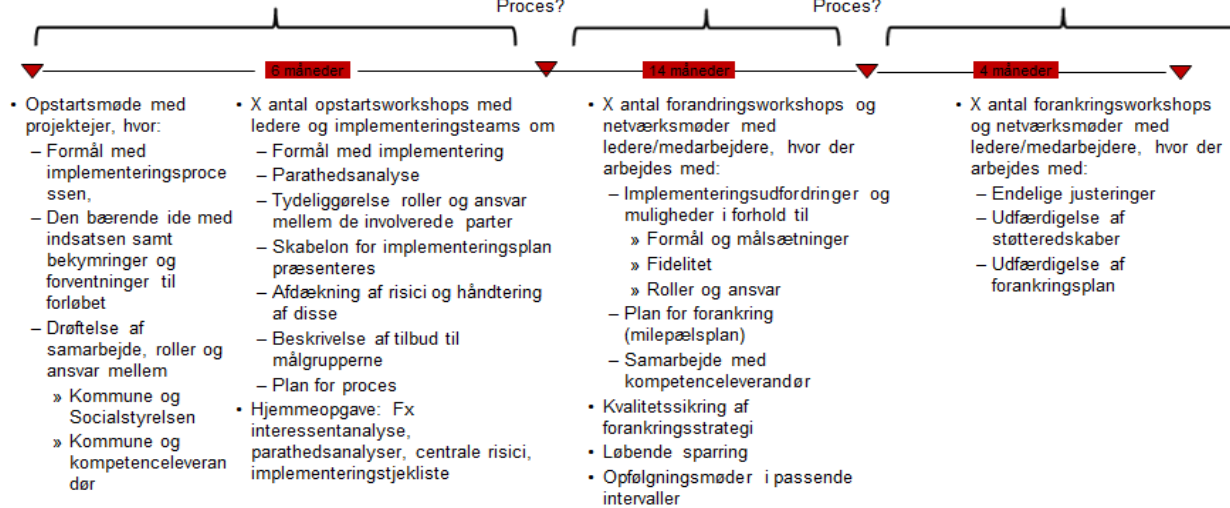 Proces?
Proces?
6 måneder
14 måneder
4 måneder
• Opstartsmøde med
projektejer, hvor:
– Formål med
implementeringsproce
ssen,
– Den bærende ide med
indsatsen samt
bekymringer og
forventninger til
forløbet
– Drøftelse af
samarbejde, roller og
ansvar mellem
» Kommune og
Socialstyrelsen
» Kommune og
kompetenceleveran
dør
• X antal opstartsworkshops med
ledere og implementeringsteams om
– Formål med implementering
– Parathedsanalyse
– Tydeliggørelse roller og ansvar
mellem de involverede parter
– Skabelon for implementeringsplan
præsenteres
– Afdækning af risici og håndtering
af disse
– Beskrivelse af tilbud til
målgrupperne
– Plan for proces
• Hjemmeopgave: Fx
interessentanalyse,
parathedsanalyser, centrale risici,
implementeringstjekliste
• X antal forandringsworkshops og
netværksmøder med
ledere/medarbejdere, hvor der
arbejdes med:
– Implementeringsudfordringer og
muligheder i forhold til
» Formål og målsætninger
» Fidelitet
» Roller og ansvar
– Plan for forankring
(milepælsplan)
– Samarbejde med
kompetenceleverandør
• Kvalitetssikring af
forankringsstrategi
• Løbende sparring
• Opfølgningsmøder i passende
intervaller
• X antal forankringsworkshops
og netværksmøder med
ledere/medarbejdere, hvor der
arbejdes med:
– Endelige justeringer
– Udfærdigelse af
støtteredskaber
– Udfærdigelse af
forankringsplan